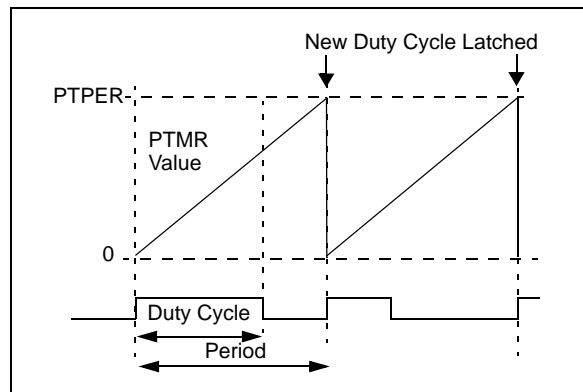 New Duty Cycle Latched
PTPER
PTMR
Value
0
Duty Cycle
Period